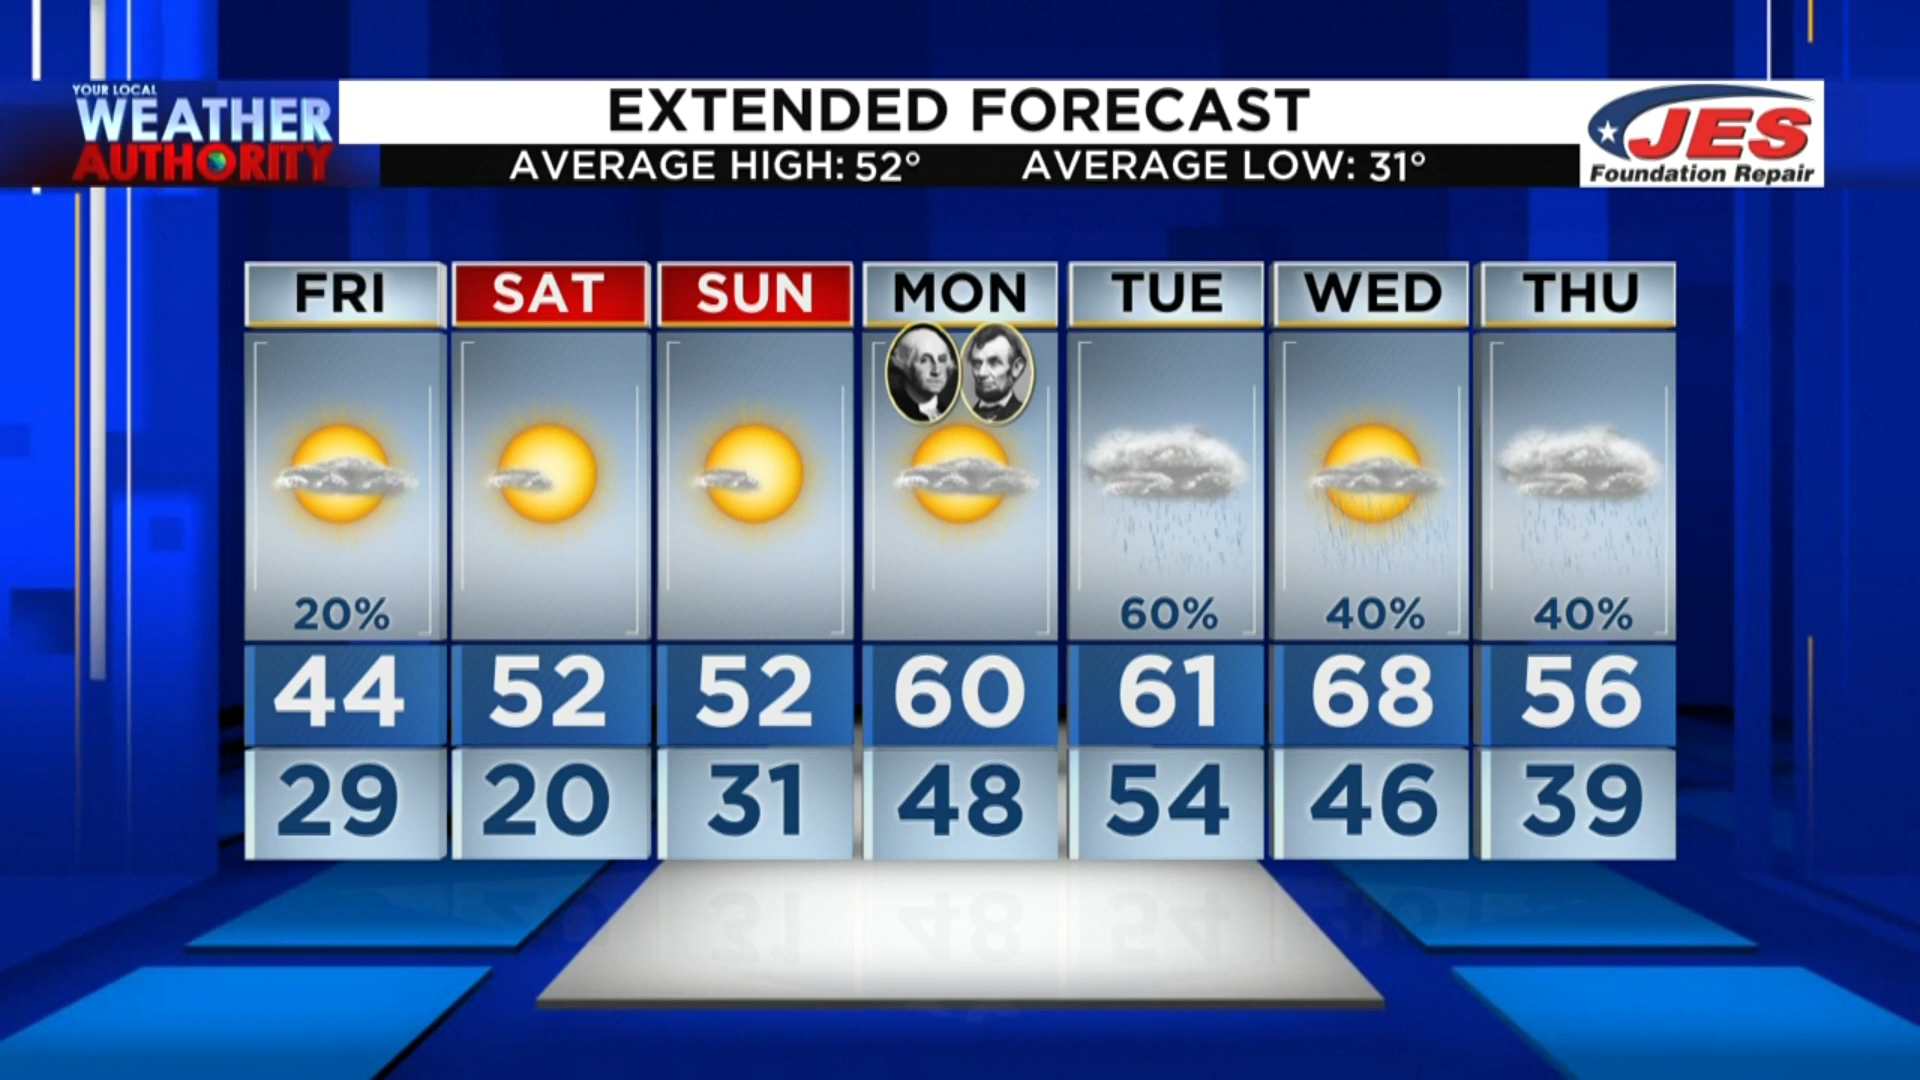 YOUR LOCAL
WEATHER
AUTHORITY
EXTENDED FORECAST
AVERAGE HIGH: 52° AVERAGE LOW: 31°
JES
Foundation Repair
FRI SAT SUN MON TUE WED THU
20% 60% 40% 40%
44 52 52 60 61 68 56
29 20 31 48 54 46 39